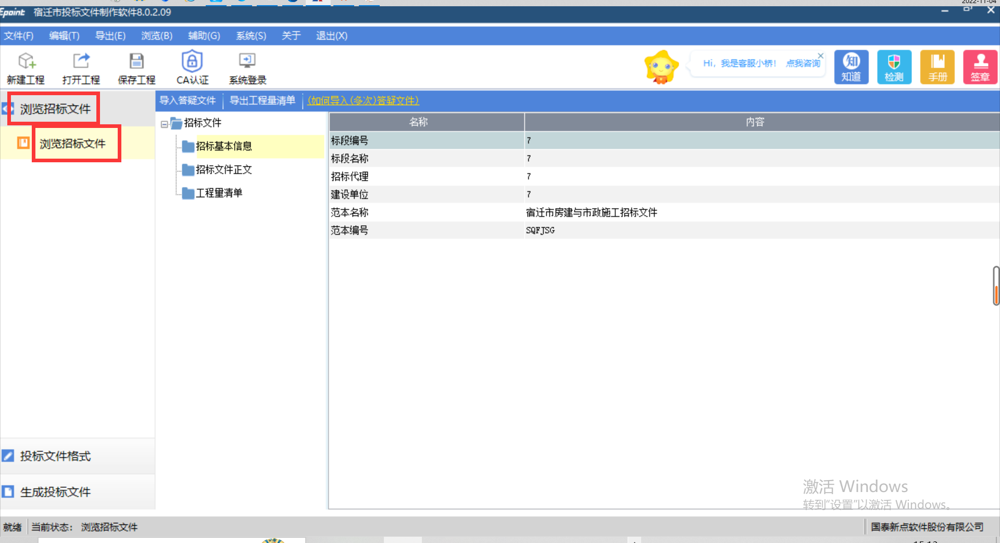 2022-11-04
Epoint 宿迁市投标文件制作软件8.0.2.09
文件(F) 编辑(T) 导出(E) 浏览(B) 辅助(G) 系统(S) 关于 退出(X)
新建工程 打开工程 保存工程 CA认证 系统登录
Hi，我是客服小桥！ 点我咨询
知
知道 检测 手册 签章
浏览招标文件
浏览招标文件
投标文件格式
生成投标文件
导入答疑文件 导出工程量清单 (如何导入(多次)答疑文件)
招标文件
招标基本信息
招标文件正文
工程量清单
名称 内容
标段编号 7
标段名称 7
招标代理 7
建设单位 7
范本名称 宿迁市房建与市政施工招标文件
范本编号 SQFJSG
激活 Windows
转到“设置”以激活 Windows。
就绪 当前状态： 浏览招标文件 国泰新点软件股份有限公司